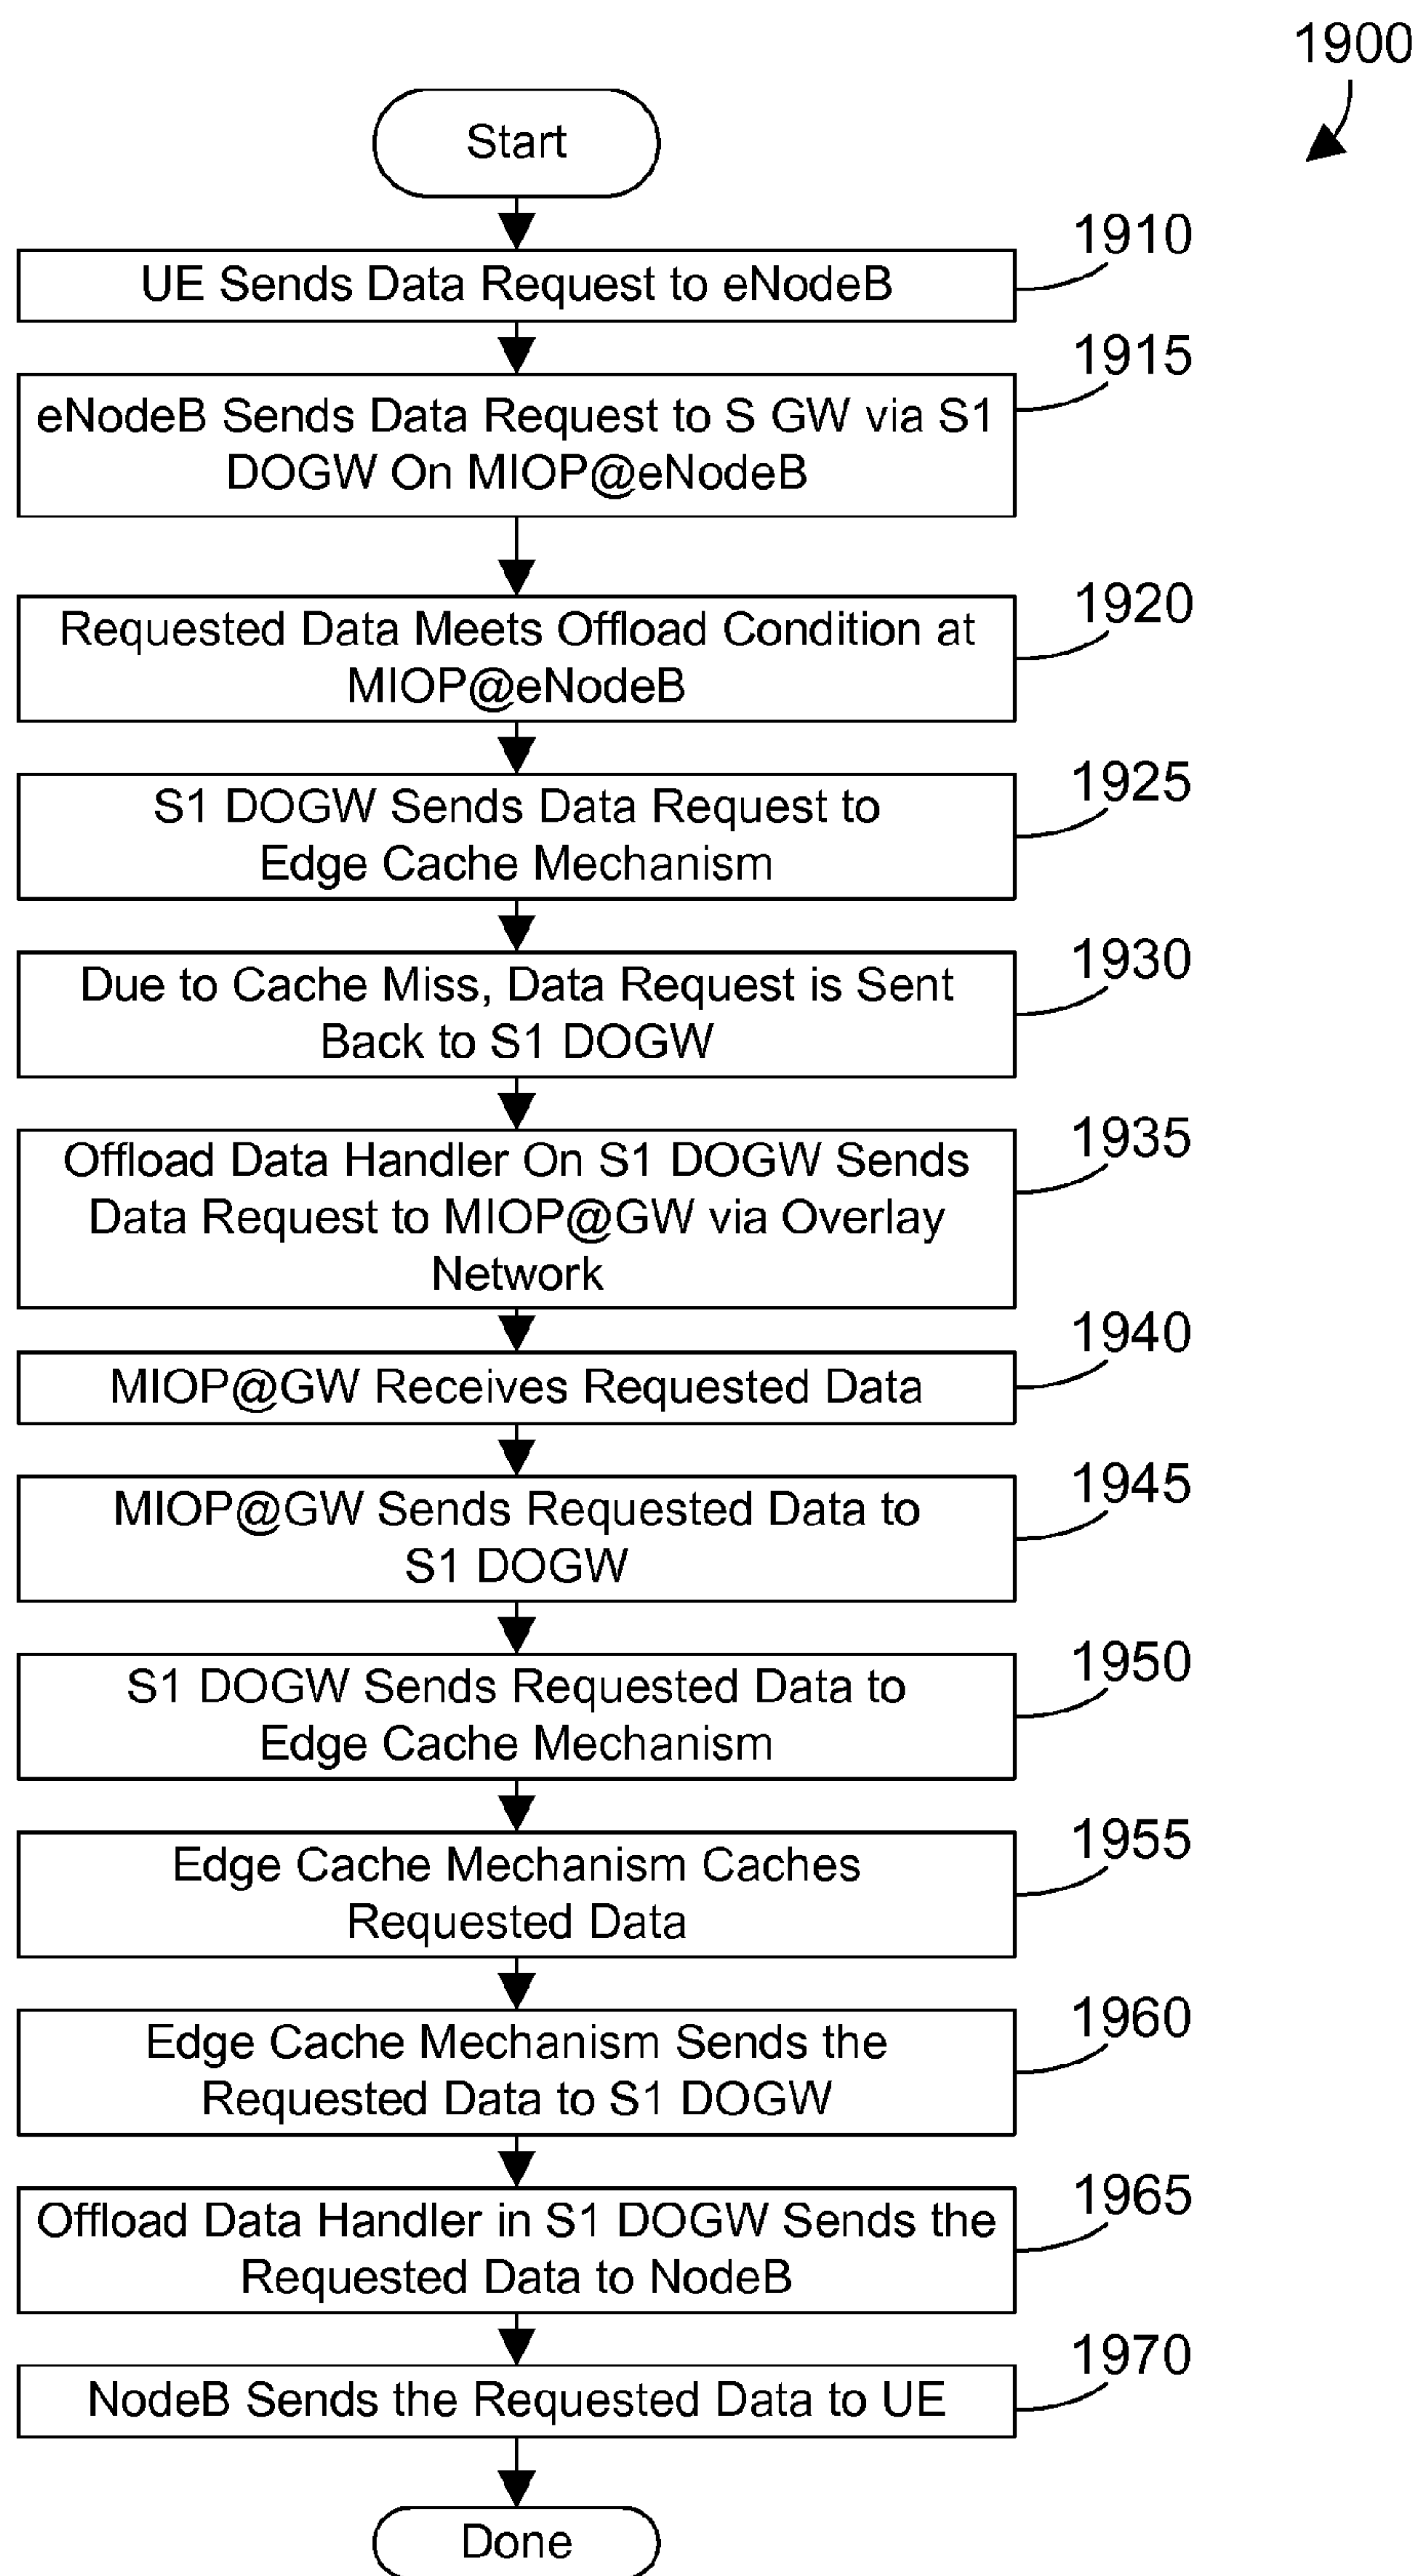 1900
Start
1910
UE Sends Data Request to eNodeB
1915
eNodeB Sends Data Request to S GW via S1
DOGW On MIOP@eNodeB
1920
Requested Data Meets Offload Condition at
MIOP@eNodeB
1925
S1 DOGW Sends Data Request to
Edge Cache Mechanism
1930
Due to Cache Miss, Data Request is Sent
Back to S1 DOGW
1935
Offload Data Handler On S1 DOGW Sends
Data Request to MIOP@GW via Overlay
Network
1940
MIOP@GW Receives Requested Data
1945
MIOP@GW Sends Requested Data to
S1 DOGW
1950
S1 DOGW Sends Requested Data to
Edge Cache Mechanism
1955
Edge Cache Mechanism Caches
Requested Data
1960
Edge Cache Mechanism Sends the
Requested Data to S1 DOGW
1965
Offload Data Handler in S1 DOGW Sends the
Requested Data to NodeB
1970
NodeB Sends the Requested Data to UE
Done